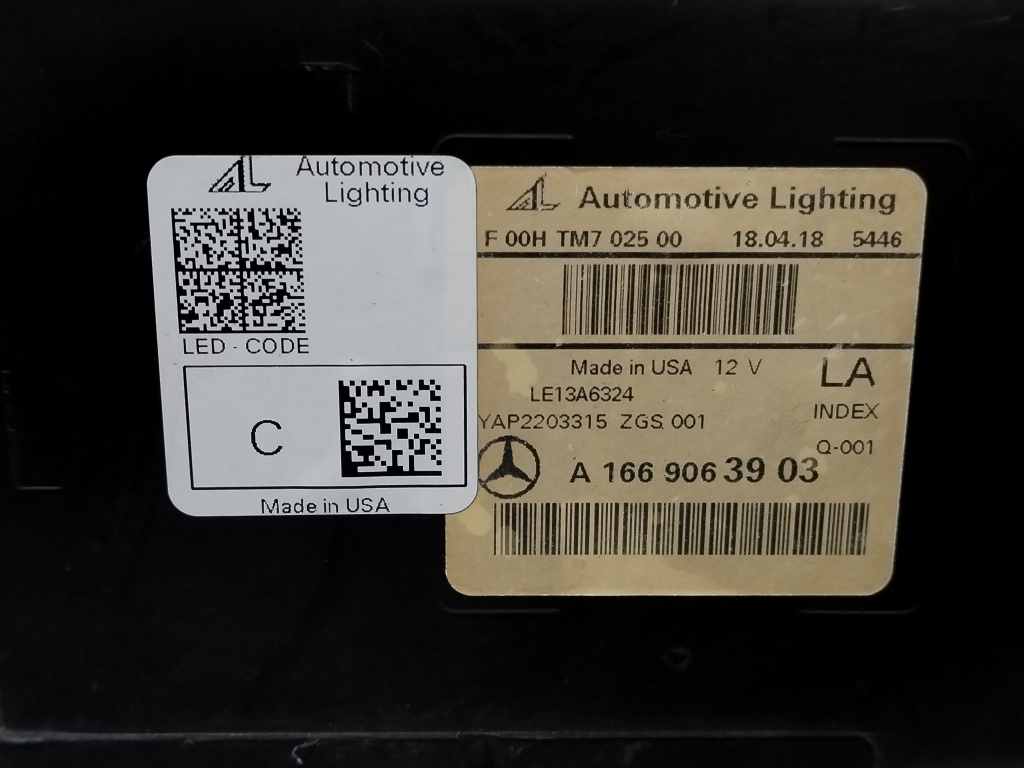 Automotive
Lighting
LED - CODE
C
Made in USA
Automotive Lighting
F 00H TM7 025 00 18.04.18 5446
Made in USA 12 V LA
LE13A6324
INDEX
YAP2203315 ZGS 001
Q-001
A 166 906 39 03